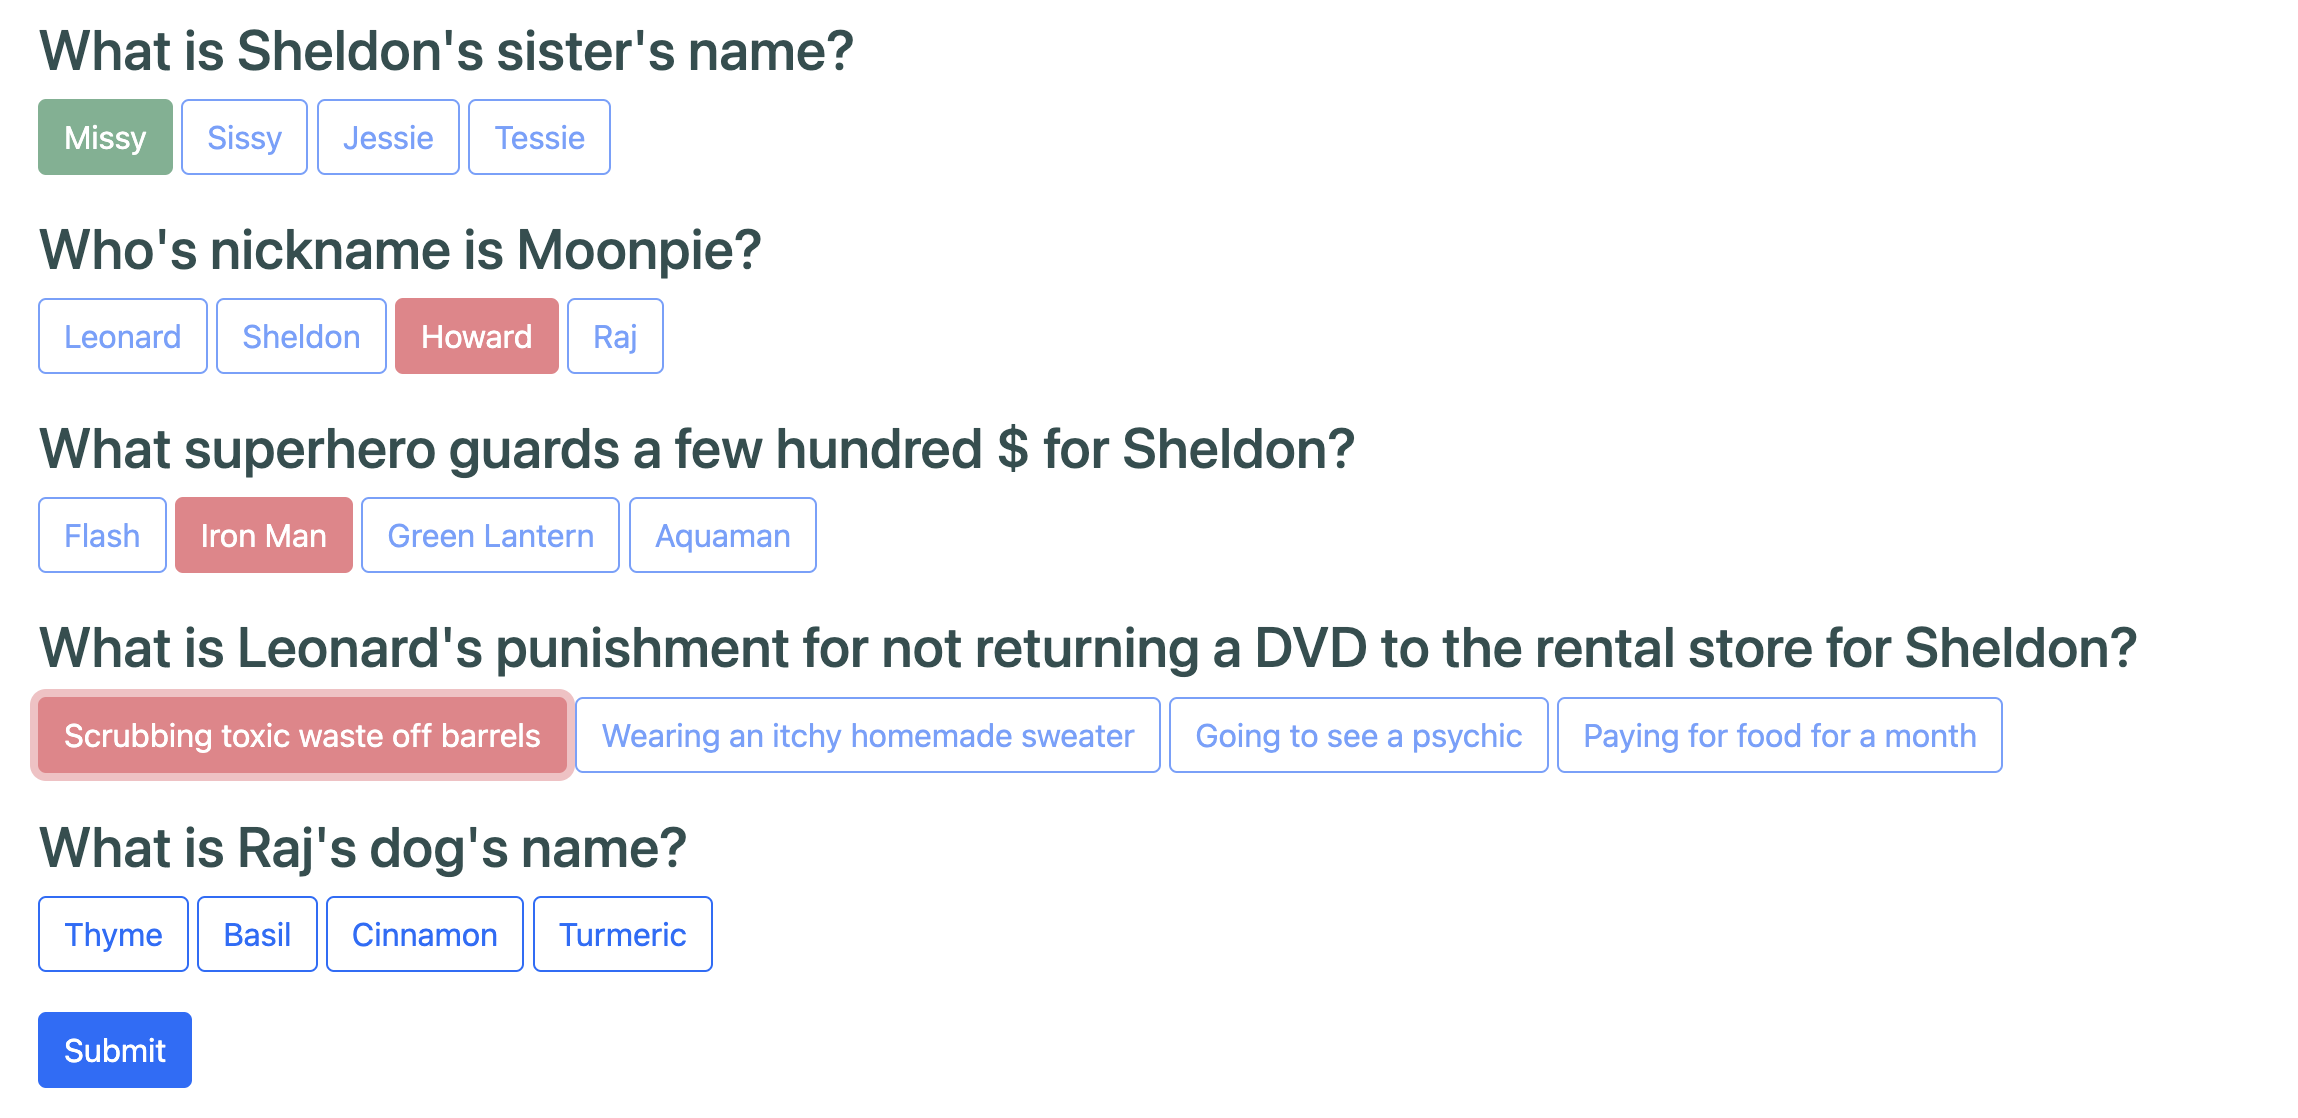 What is Sheldon's sister's name?
Missy Sissy Jessie Tessie
Who's nickname is Moonpie?
Leonard Sheldon Howard Raj
What superhero guards a few hundred $ for Sheldon?
Flash Iron Man Green Lantern Aquaman
What is Leonard's punishment for not returning a DVD to the rental store for Sheldon?
Scrubbing toxic waste off barrels Wearing an itchy homemade sweater Going to see a psychic Paying for food for a month
What is Raj's dog's name?
Thyme Basil Cinnamon Turmeric
Submit